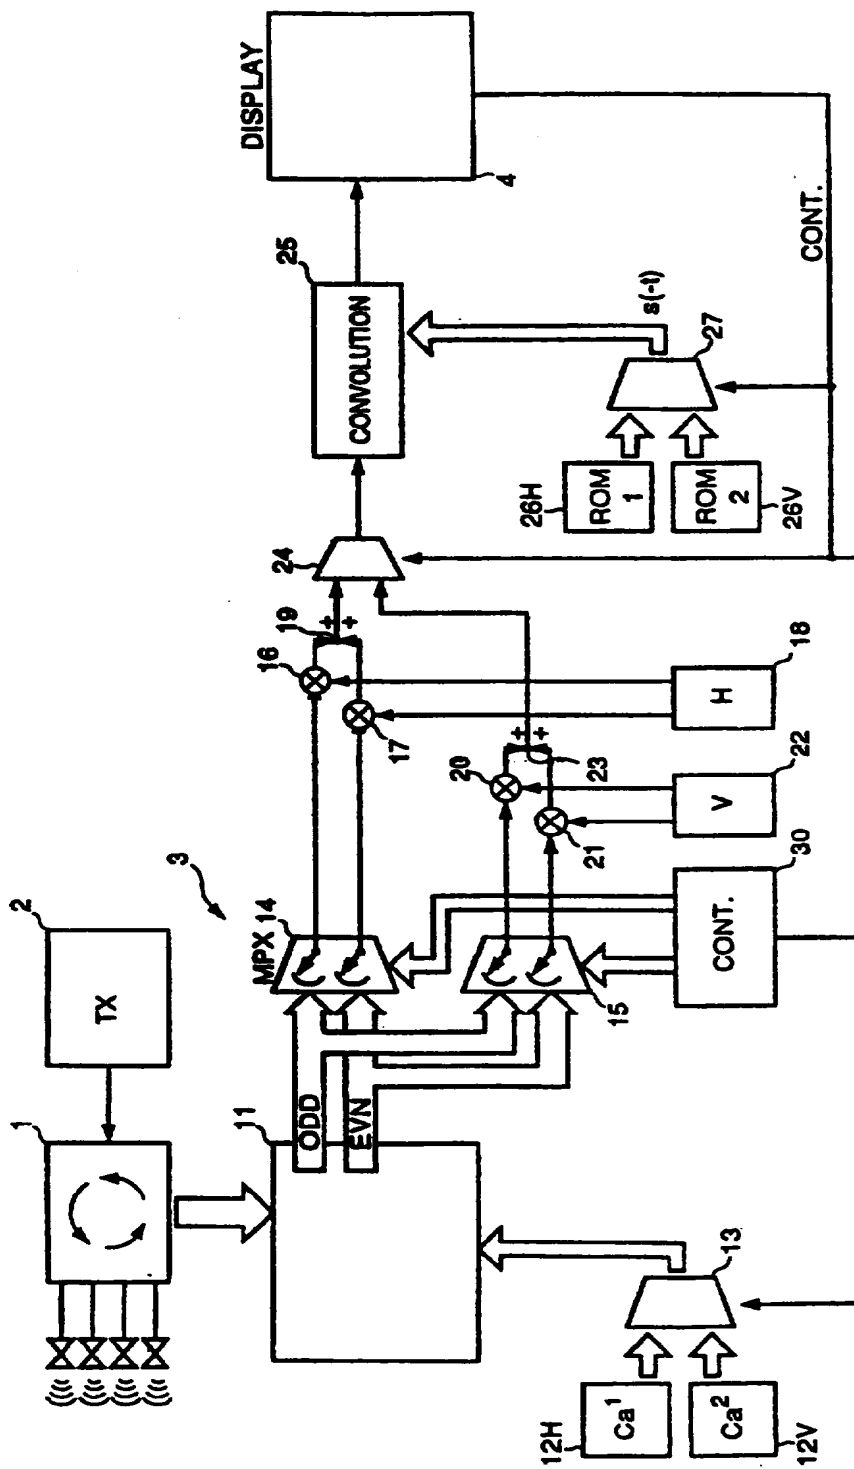 1
2
TX
3
11
ODD
EVN
MPX 14
15
16
17
19
+
+
20
21
23
+
+
24
25
CONVOLUTION
DISPLAY
4
CONT.
s(-t)
27
26H
ROM 1
ROM 2
26V
H
18
V
22
CONT.
30
13
12H
Ca¹
Ca²
12V